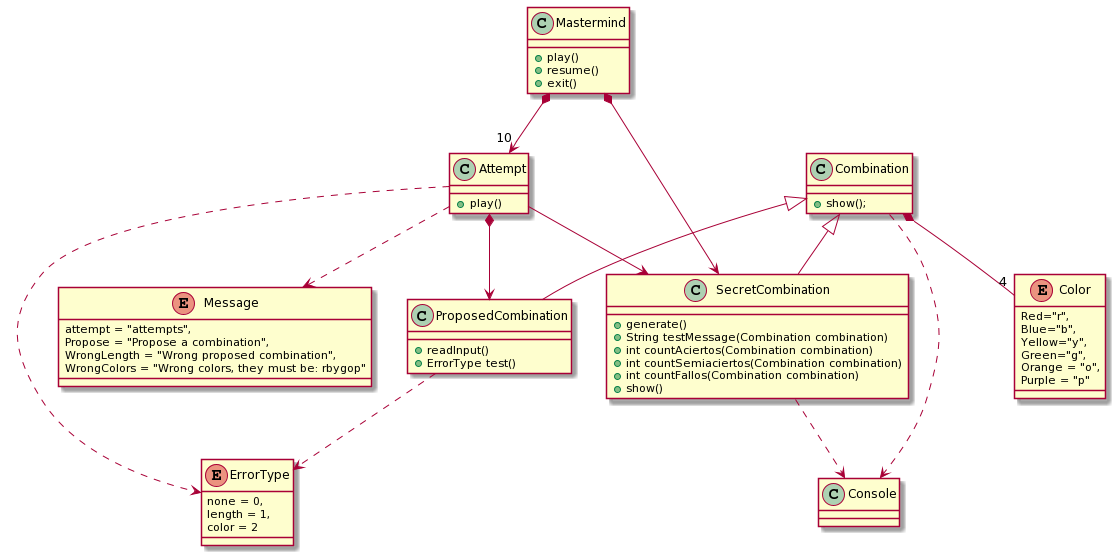 C Mastermind
play()
resume()
exit()
10
C Attempt
play()
C Combination
show();
4
E Message
attempt = "attempts",
Propose = "Propose a combination",
WrongLength = "Wrong proposed combination",
WrongColors = "Wrong colors, they must be: rbygop"
C ProposedCombination
readInput()
ErrorType test()
C SecretCombination
generate()
String testMessage(Combination combination)
int countAciertos(Combination combination)
int countSemiaciertos(Combination combination)
int countFallos(Combination combination)
show()
E Color
Red="r",
Blue="b",
Yellow="y",
Green="g",
Orange = "o",
Purple = "p"
E ErrorType
none = 0,
length = 1,
color = 2
C Console